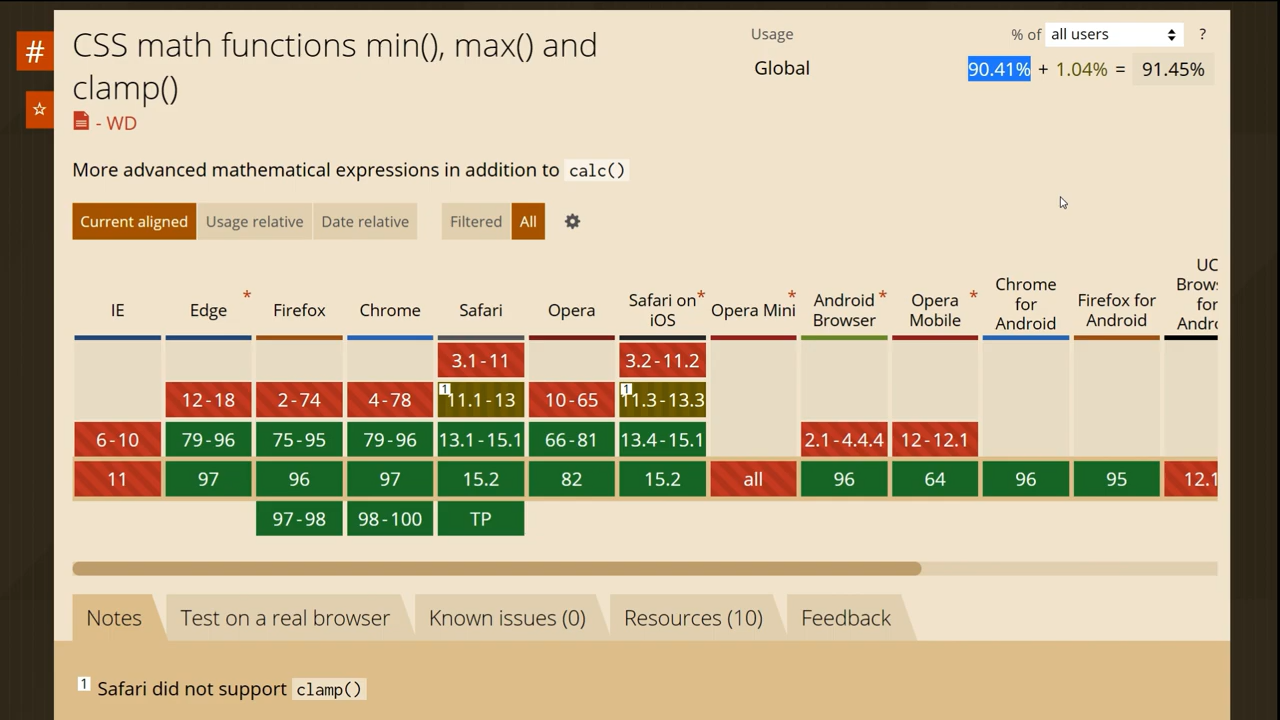 #
☆
CSS math functions min(), max() and
clamp()
- WD
Usage
% of all users ?
Global
90.41% + 1.04% = 91.45%
More advanced mathematical expressions in addition to calc()
Current aligned Usage relative Date relative Filtered All
IE Edge * Firefox Chrome Safari Opera Safari on iOS * Opera Mini * Android Browser * Opera Mobile * Chrome for Android Firefox for Android UC Brows for Andro
3.1-11 3.2-11.2
12-18 2-74 4-78 1 11.1-13 10-65 1 11.3-13.3
6-10 79-96 75-95 79-96 13.1-15.1 66-81 13.4-15.1 2.1-4.4.4 12-12.1
11 97 96 97 15.2 82 15.2 all 96 64 96 95 12.1
97-98 98-100 TP
Notes Test on a real browser Known issues (0) Resources (10) Feedback
1 Safari did not support clamp()